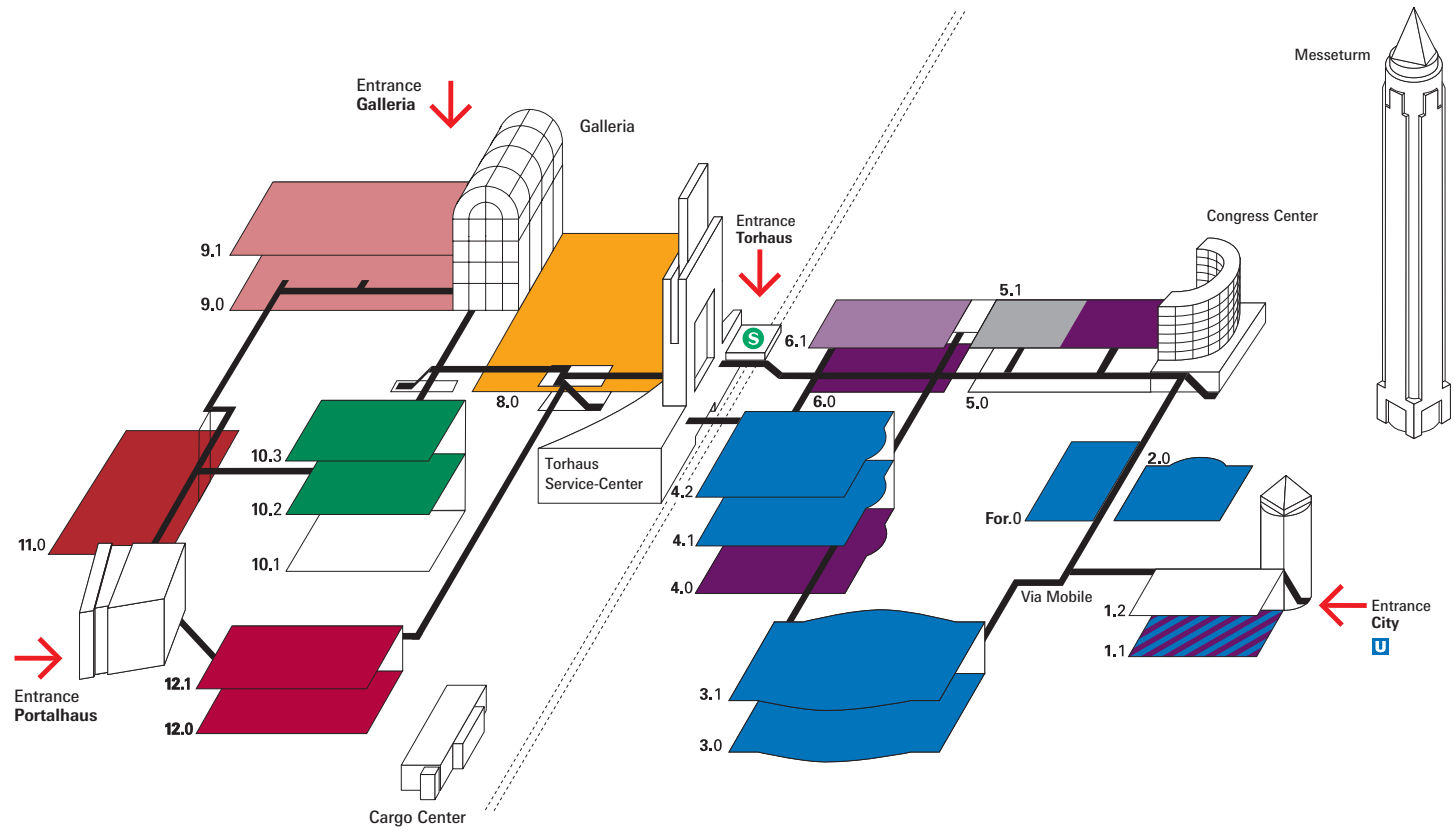 Messeturm
Entrance
Galleria
Galleria
Entrance
Torhaus
Congress Center
9.1
9.0
S
5.1
6.1
8.0
6.0
5.0
10.3
10.2
10.1
11.0
Torhaus
Service-Center
4.2
4.1
4.0
For.0
2.0
Via Mobile
1.2
1.1
Entrance
City
U
Entrance
Portalhaus
12.1
12.0
3.1
3.0
Cargo Center